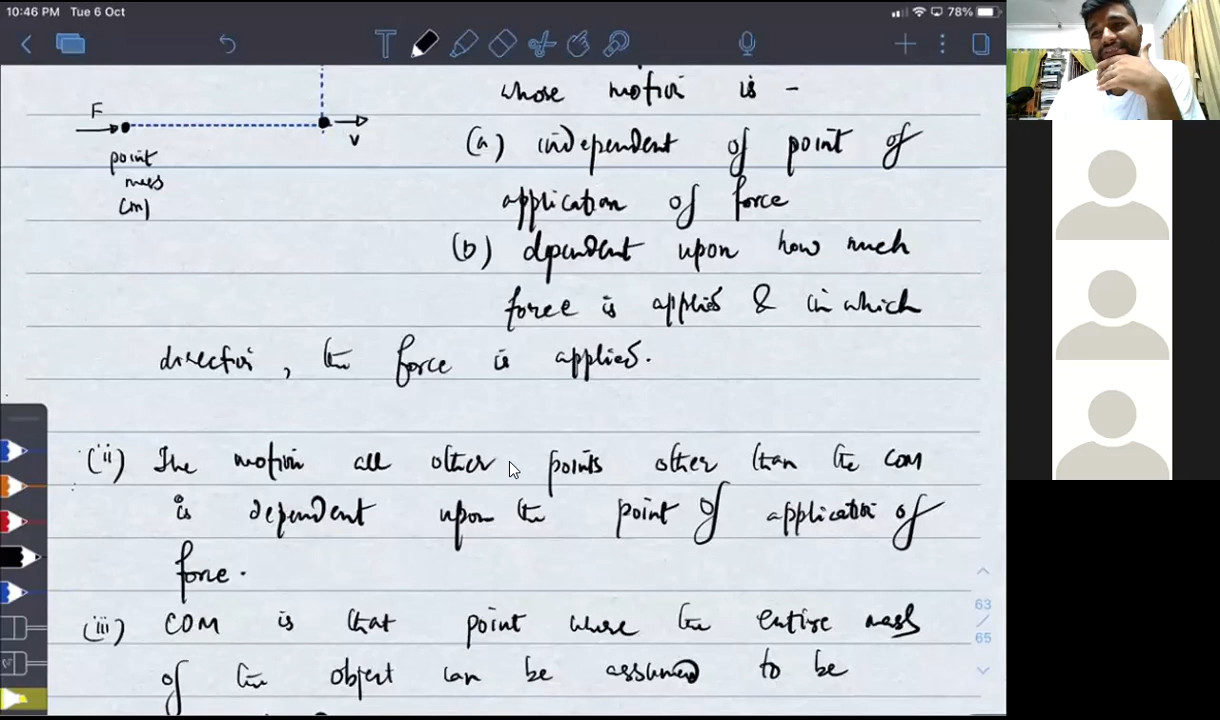 10:46 PM Tue 6 Oct
78%
T
whose motion is -
F
V
point
mass
(m)
(a) independent of point of
application of force
(b) dependent upon how much
force is applied & in which
direction, the force is applied.
(ii) The motion all other points other than the COM
is dependent upon the point of application of
force.
(iii) COM is that point where the entire mass
of the object can be assumed to be
63
/
65